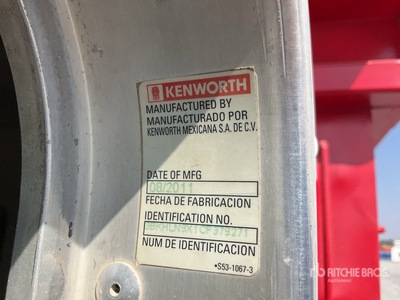 KENWORTH
MANUFACTURED BY
MANUFACTURADO POR
KENWORTH MEXICANA S.A. DE C.V.
DATE OF MFG
08/2011
FECHA DE FABRICACION
IDENTIFICATION NO.
NUM DE IDENTIFICACION
•S53-1067-3
RITCHIE BROS.
Auctioneers